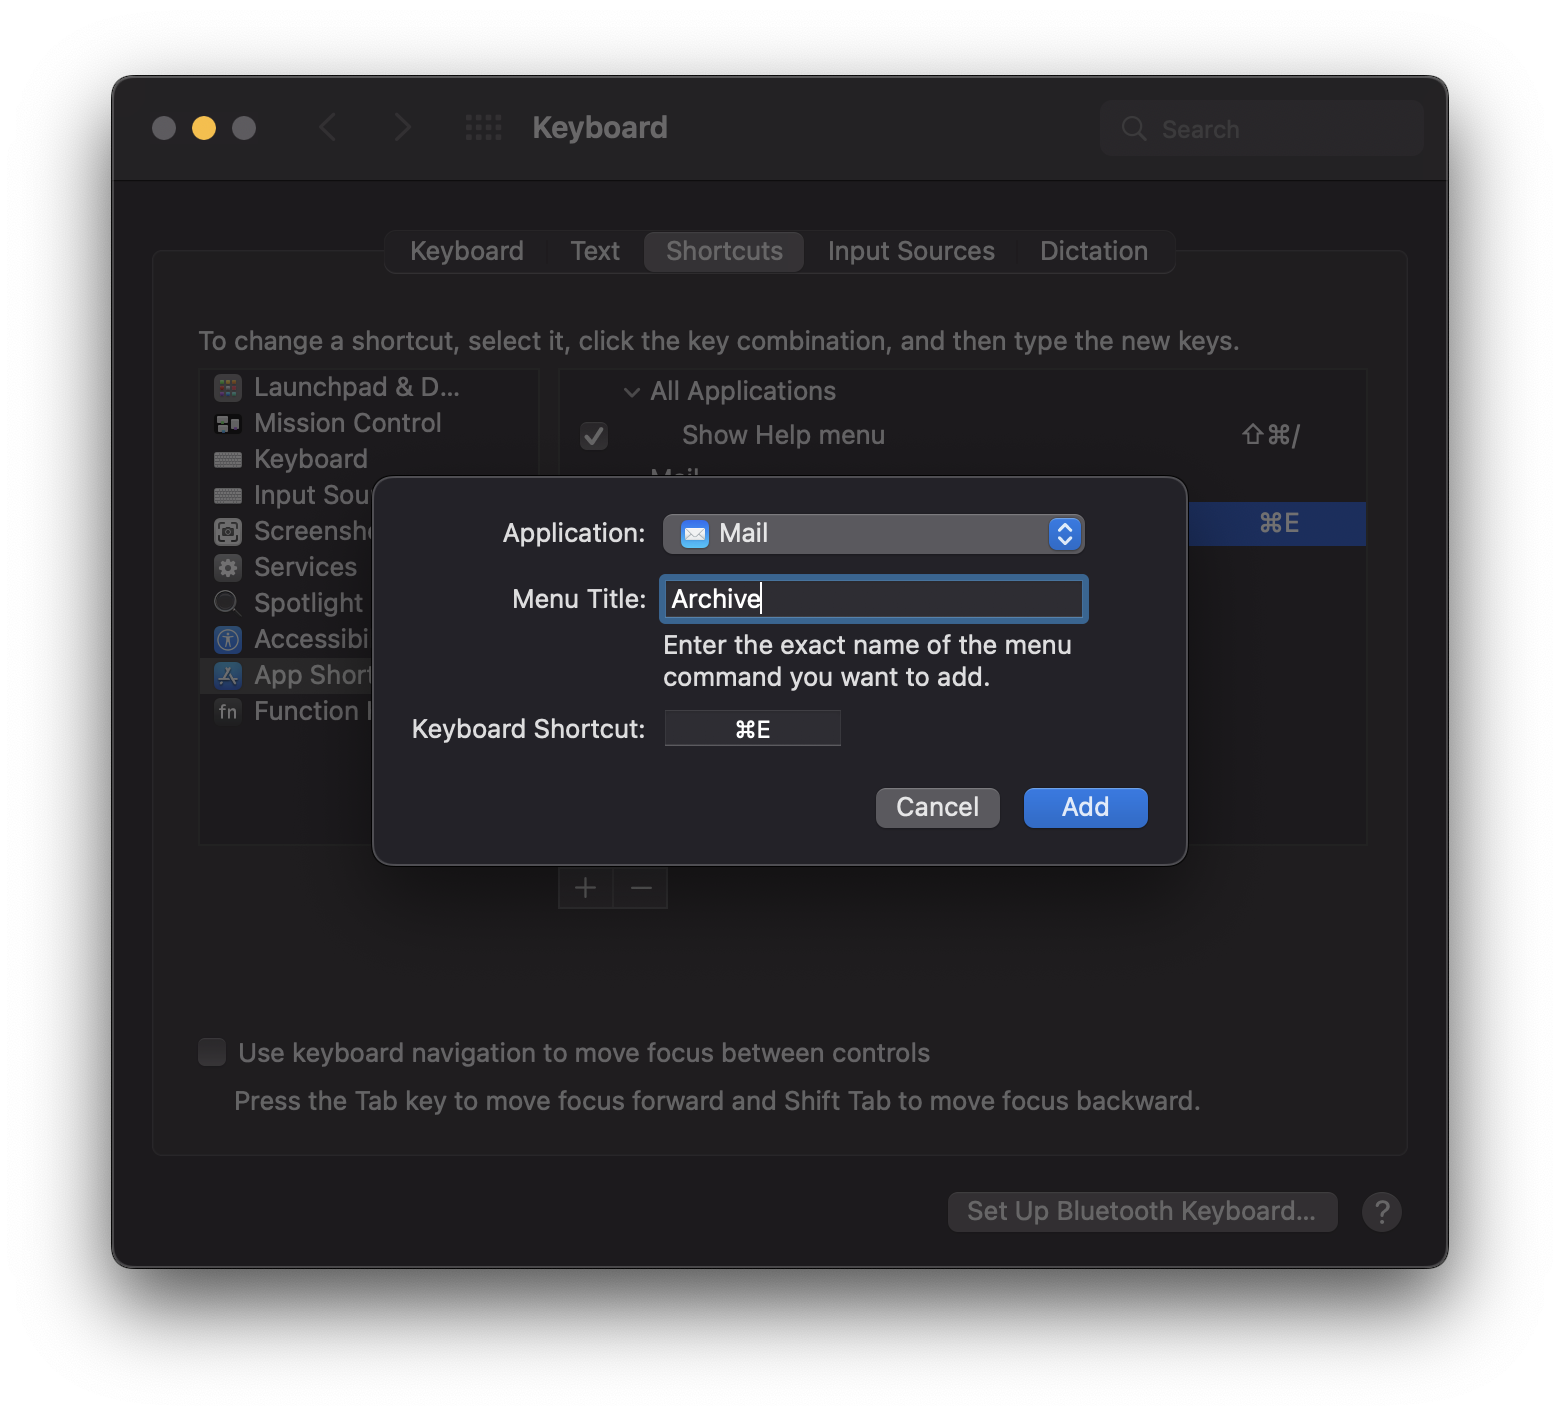 Keyboard
Search
Keyboard Text Shortcuts Input Sources Dictation
To change a shortcut, select it, click the key combination, and then type the new keys.
Launchpad & D...
Mission Control
Keyboard
Input Sou
Screensh
Services
Spotlight
Accessibi
App Short
Function
All Applications
Show Help menu ⇧⌘/
Mail
⌘E
Application: Mail
Menu Title: Archive
Enter the exact name of the menu
command you want to add.
Keyboard Shortcut: ⌘E
Cancel Add
Use keyboard navigation to move focus between controls
Press the Tab key to move focus forward and Shift Tab to move focus backward.
Set Up Bluetooth Keyboard... ?